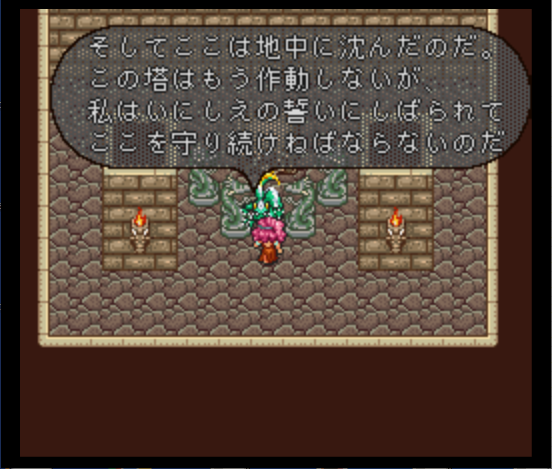 そしてここは地中に沈んだのだ。
この塔はもう作動しないが、
私はいにしえの誓いにしばられて
ここを守り続けねばならないのだ